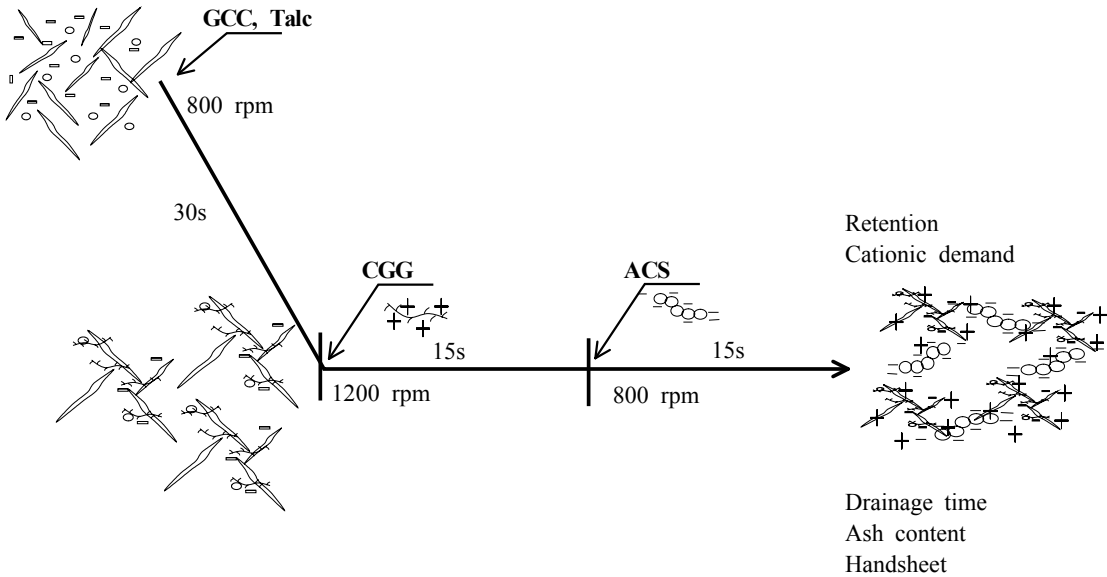 GCC, Talc
800 rpm
30s
Retention
Cationic demand
CGG
ACS
15s
15s
1200 rpm
800 rpm
Drainage time
Ash content
Handsheet